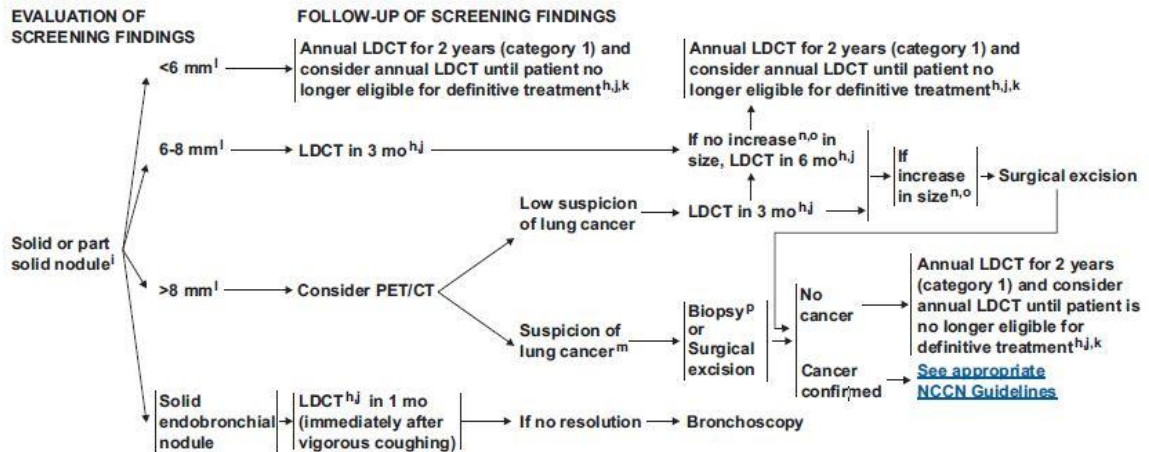 EVALUATION OF
SCREENING FINDINGS
FOLLOW-UP OF SCREENING FINDINGS
<6 mm^l
Annual LDCT for 2 years (category 1) and
consider annual LDCT until patient no
longer eligible for definitive treatment^h,j,k
Annual LDCT for 2 years (category 1) and
consider annual LDCT until patient no
longer eligible for definitive treatment^h,j,k
6-8 mm^l
LDCT in 3 mo^h,j
If no increase^n,o in
size, LDCT in 6 mo^h,j
If
increase
in size^n,o
Surgical excision
Low suspicion
of lung cancer
LDCT in 3 mo^h,j
Solid or part
solid nodule^i
>8 mm^l
Consider PET/CT
Suspicion of
lung cancer^m
Biopsy^p
or
Surgical
excision
No
cancer
Annual LDCT for 2 years
(category 1) and consider
annual LDCT until patient is
no longer eligible for
definitive treatment^h,j,k
Cancer
confirmed
See appropriate
NCCN Guidelines
Solid
endobronchial
nodule
LDCT^h,j in 1 mo
(immediately after
vigorous coughing)
If no resolution
Bronchoscopy